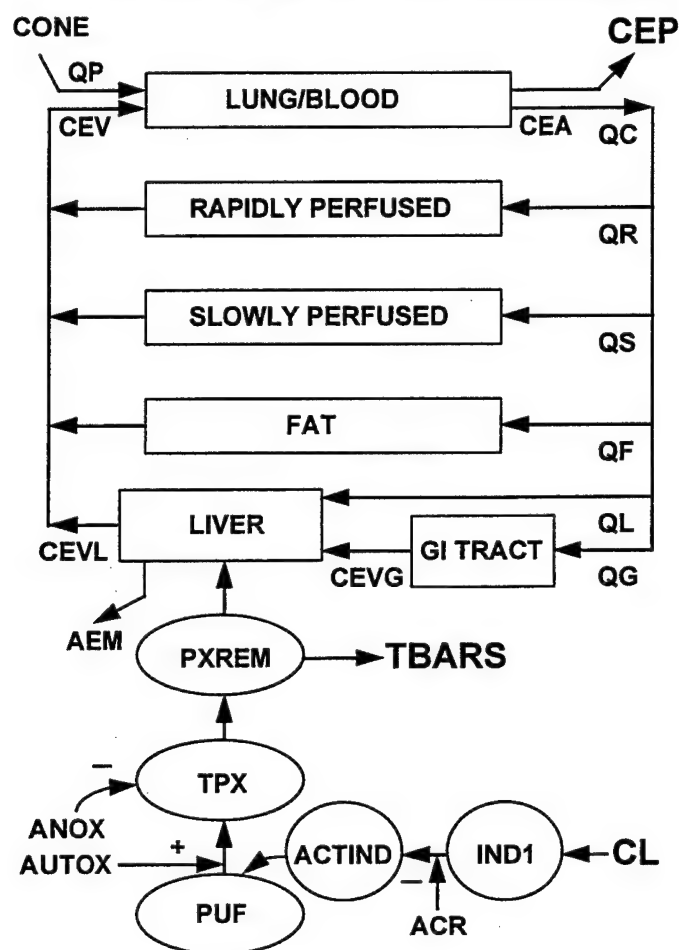 CONE
CEP
QP
LUNG/BLOOD
CEV
CEA
QC
RAPIDLY PERFUSED
QR
SLOWLY PERFUSED
QS
FAT
QF
LIVER
QL
CEVL
GI TRACT
CEVG
QG
AEM
PXREM
TBARS
−
TPX
ANOX
+
AUTOX
ACTIND
IND1
CL
−
PUF
ACR